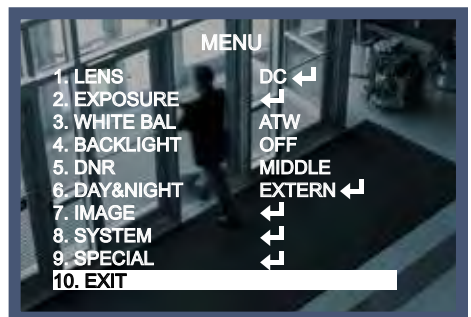 MENU
1. LENS DC ↵
2. EXPOSURE ↵
3. WHITE BAL ATW
4. BACKLIGHT OFF
5. DNR MIDDLE
6. DAY&NIGHT EXTERN ↵
7. IMAGE ↵
8. SYSTEM ↵
9. SPECIAL ↵
10. EXIT